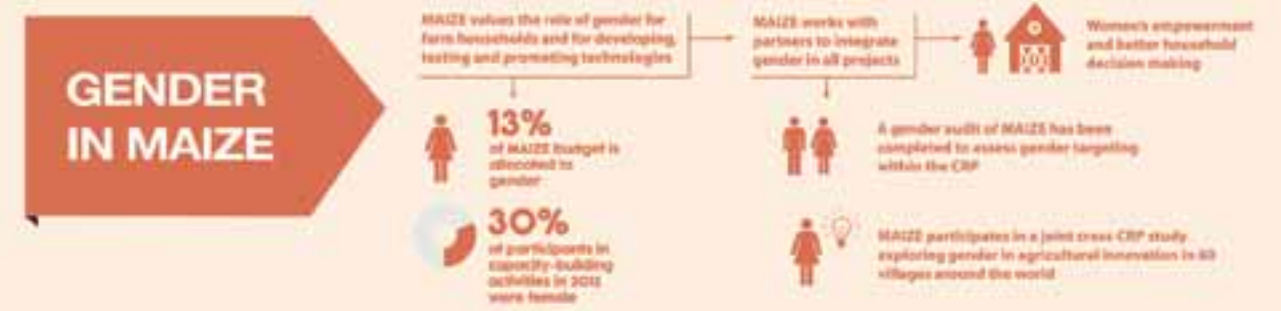 GENDER
IN MAIZE
MAIZE values the role of gender for
farm households and for developing,
testing and promoting technologies
MAIZE works with
partners to integrate
gender in all projects
Women's empowerment
and better household
decision making
13%
of MAIZE budget is
allocated to
gender
A gender audit of MAIZE has been
completed to assess gender targeting
within the CRP
30%
of participants in
capacity-building
activities in
were female
MAIZE participates in a joint cross-CRP study
exploring gender in agricultural innovation in
villages around the world